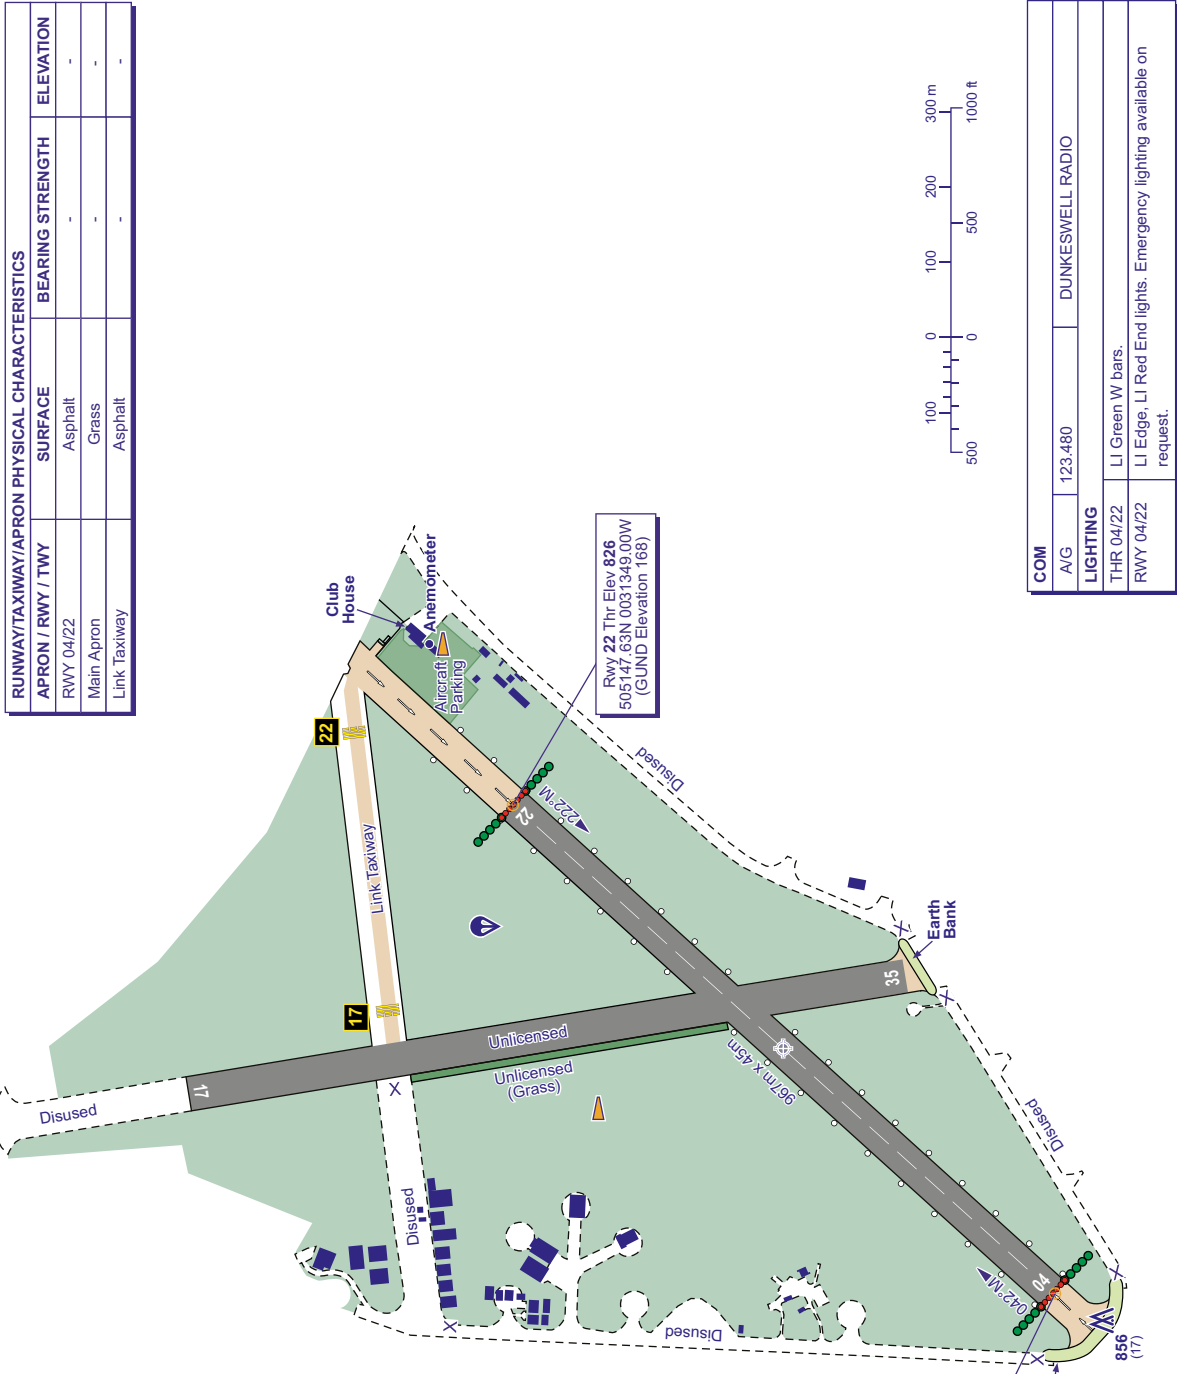 RUNWAY/TAXIWAY/APRON PHYSICAL CHARACTERISTICS
APRON / RWY / TWY SURFACE BEARING STRENGTH ELEVATION
RWY 04/22 Asphalt - -
Main Apron Grass - -
Link Taxiway Asphalt - -
Club
House
Anemometer
Aircraft
Parking
22
Link Taxiway
17
Rwy 22 Thr Elev 826
505147.63N 0031349.00W
(GUND Elevation 168)
22
222°M
Disused
Earth
Bank
35
Unlicensed
Unlicensed
(Grass)
17
Disused
X
Disused
967m x 45m
X
X
Disused
X
Disused
04
042°M
X
X
856
(17)
300 m
200
100
0
100
1000 ft
500
0
500
COM
A/G 123.480 DUNKESWELL RADIO
LIGHTING
THR 04/22 LI Green W bars.
RWY 04/22 LI Edge, LI Red End lights. Emergency lighting available on
request.